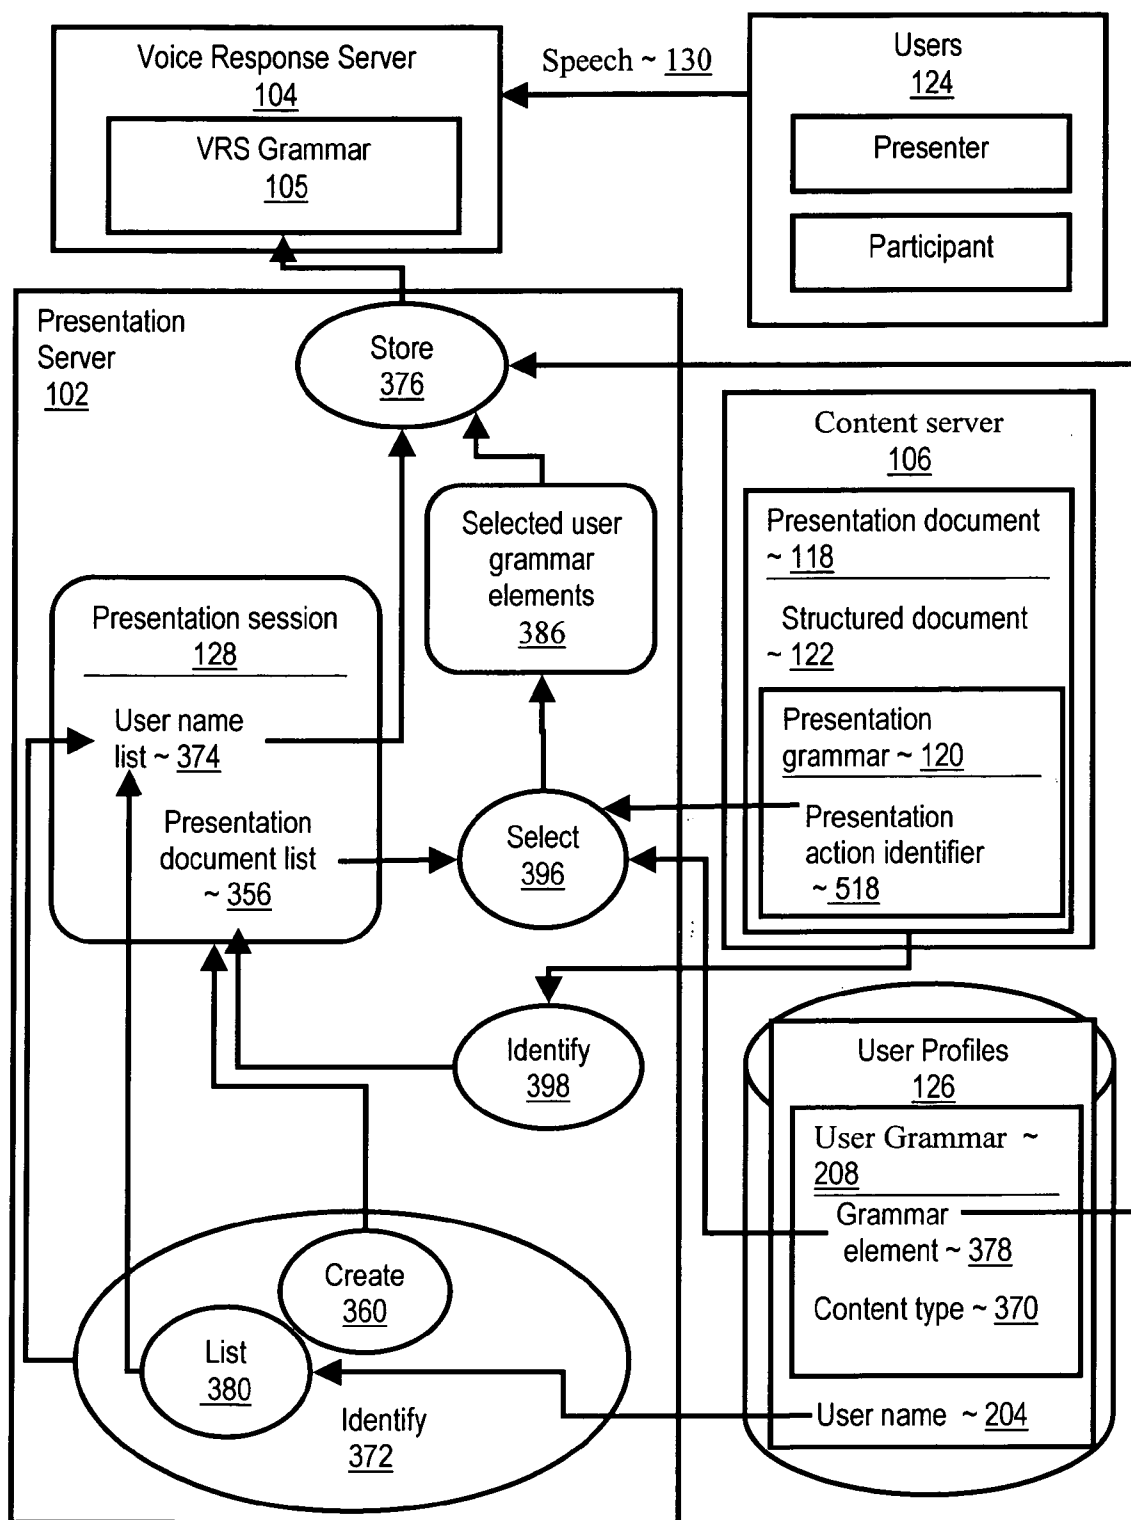 Voice Response Server
104
VRS Grammar
105
Speech ~ 130
Users
124
Presenter
Participant
Presentation
Server
102
Store
376
Content server
106
Presentation document
~ 118
Structured document
~ 122
Presentation
grammar ~ 120
Presentation
action identifier
~ 518
Selected user
grammar
elements
386
Presentation session
128
User name
list ~ 374
Presentation
document list
~ 356
Select
396
Identify
398
User Profiles
126
User Grammar ~
208
Grammar
element ~ 378
Content type ~ 370
User name ~ 204
Create
360
List
380
Identify
372